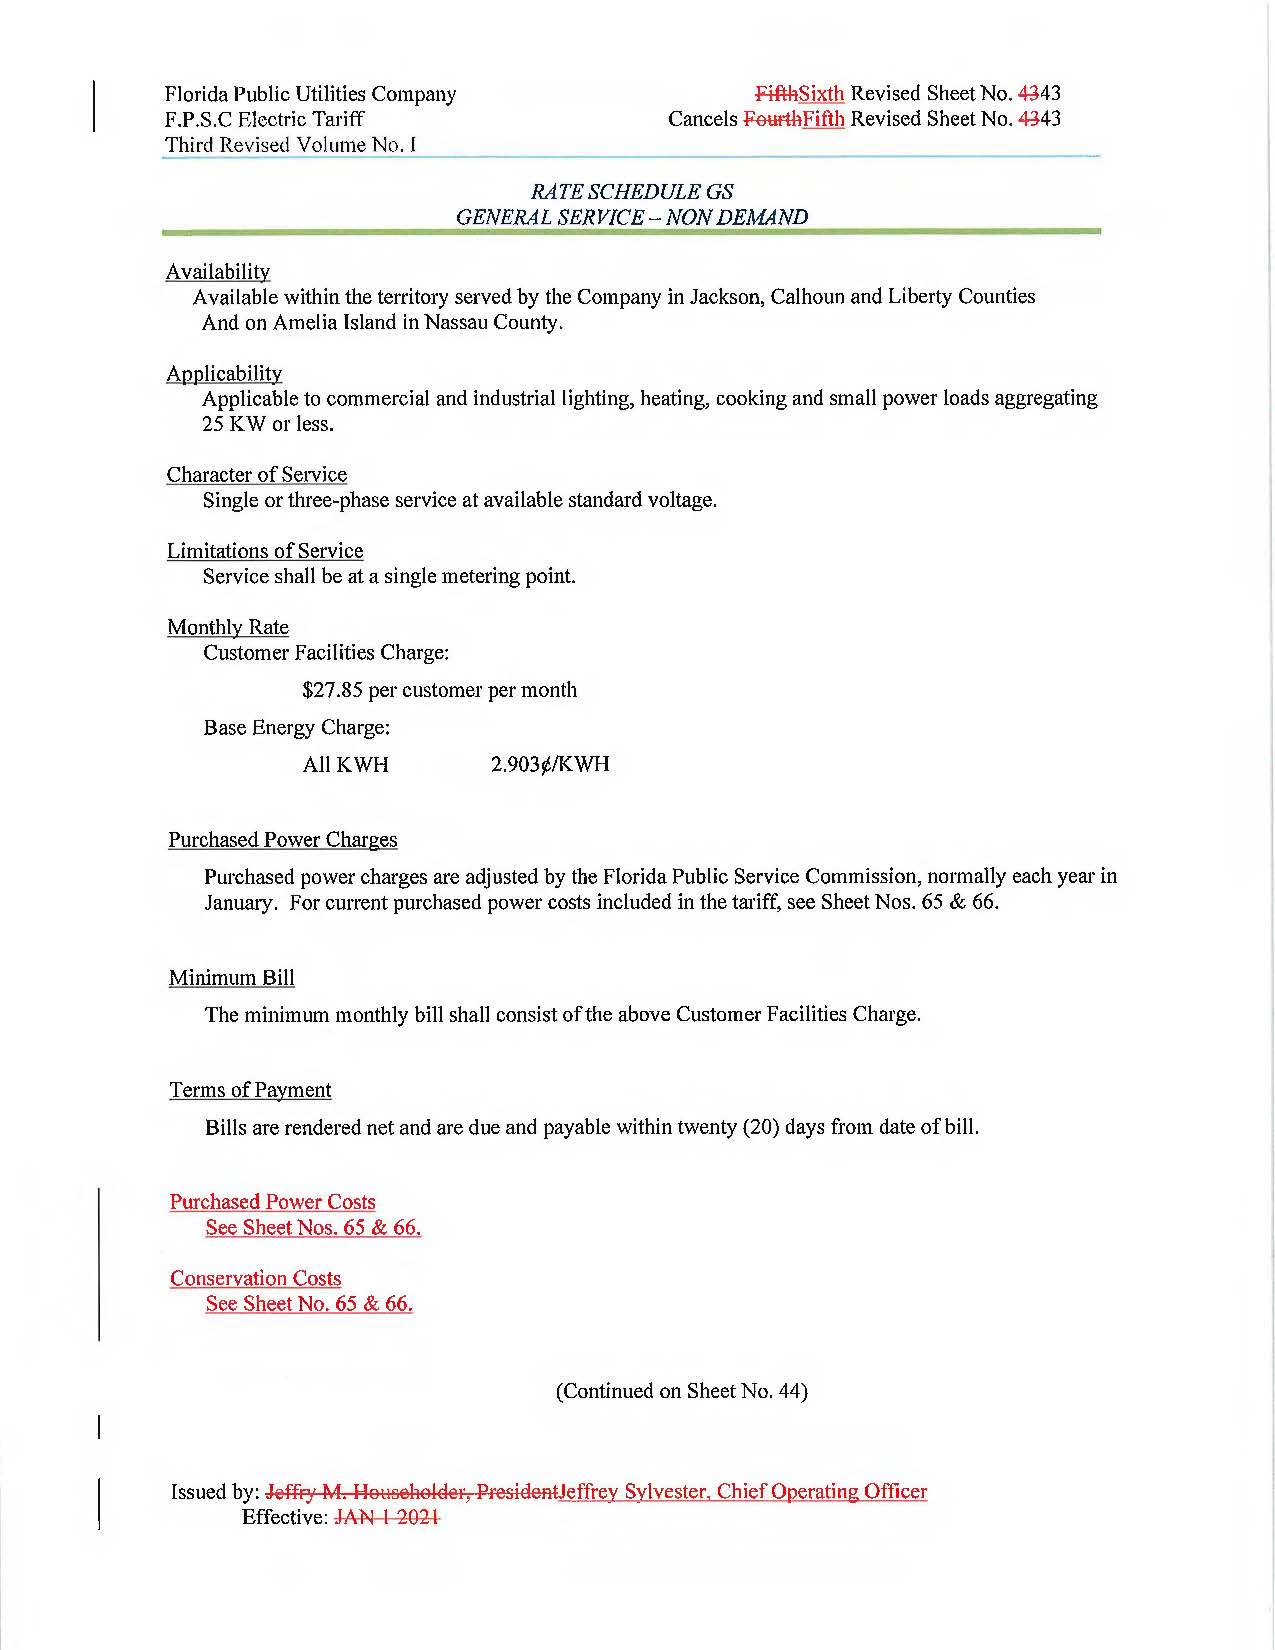 Florida Public Utilities Company FifthSixth Revised Sheet No. 4343
F.P.S.C Electric Tariff Cancels FourthFifth Revised Sheet No. 4343
Third Revised Volume No. I
RATE SCHEDULE GS
GENERAL SERVICE – NON DEMAND
Availability
Available within the territory served by the Company in Jackson, Calhoun and Liberty Counties
And on Amelia Island in Nassau County.
Applicability
Applicable to commercial and industrial lighting, heating, cooking and small power loads aggregating
25 KW or less.
Character of Service
Single or three-phase service at available standard voltage.
Limitations of Service
Service shall be at a single metering point.
Monthly Rate
Customer Facilities Charge:
$27.85 per customer per month
Base Energy Charge:
All KWH 2.903¢/KWH
Purchased Power Charges
Purchased power charges are adjusted by the Florida Public Service Commission, normally each year in
January. For current purchased power costs included in the tariff, see Sheet Nos. 65 & 66.
Minimum Bill
The minimum monthly bill shall consist of the above Customer Facilities Charge.
Terms of Payment
Bills are rendered net and are due and payable within twenty (20) days from date of bill.
Purchased Power Costs
See Sheet Nos. 65 & 66.
Conservation Costs
See Sheet No. 65 & 66.
(Continued on Sheet No. 44)
Issued by: Jeffry M. Householder, PresidentJeffrey Sylvester, Chief Operating Officer
Effective: JAN 1 2021